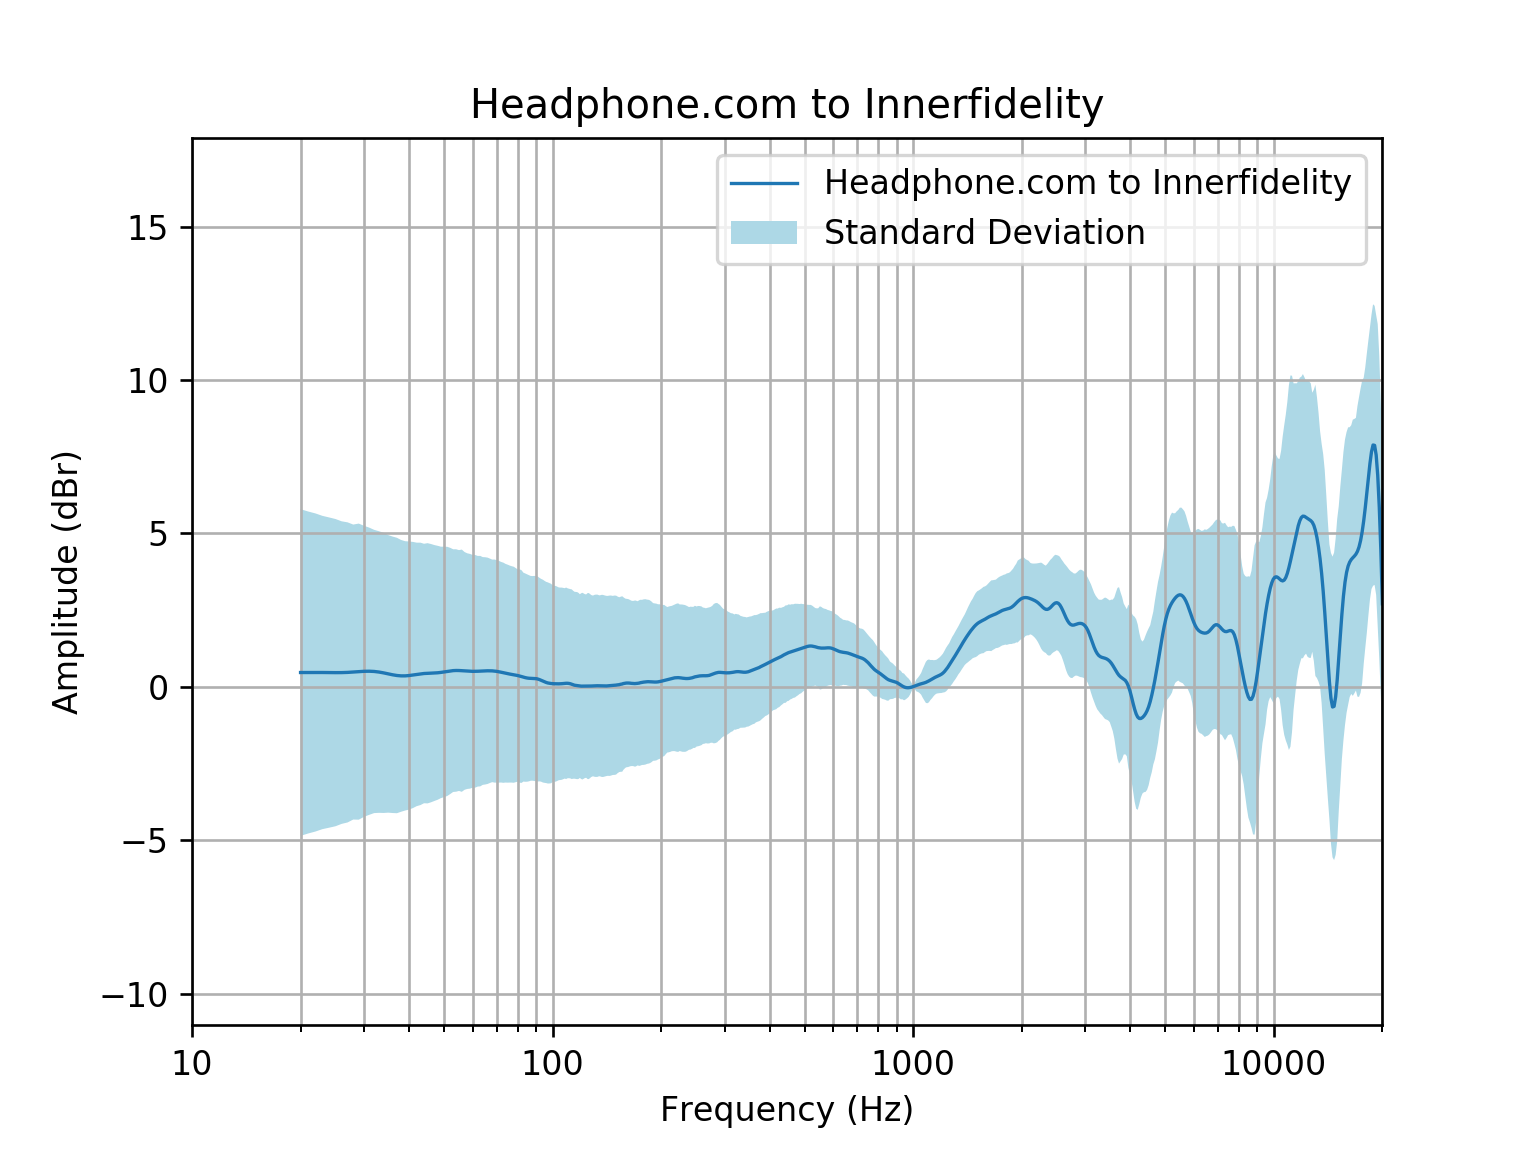 Headphone.com to Innerfidelity
Headphone.com to Innerfidelity
Standard Deviation
15
10
5
0
−5
−10
Amplitude (dBr)
10 100 1000 10000
Frequency (Hz)